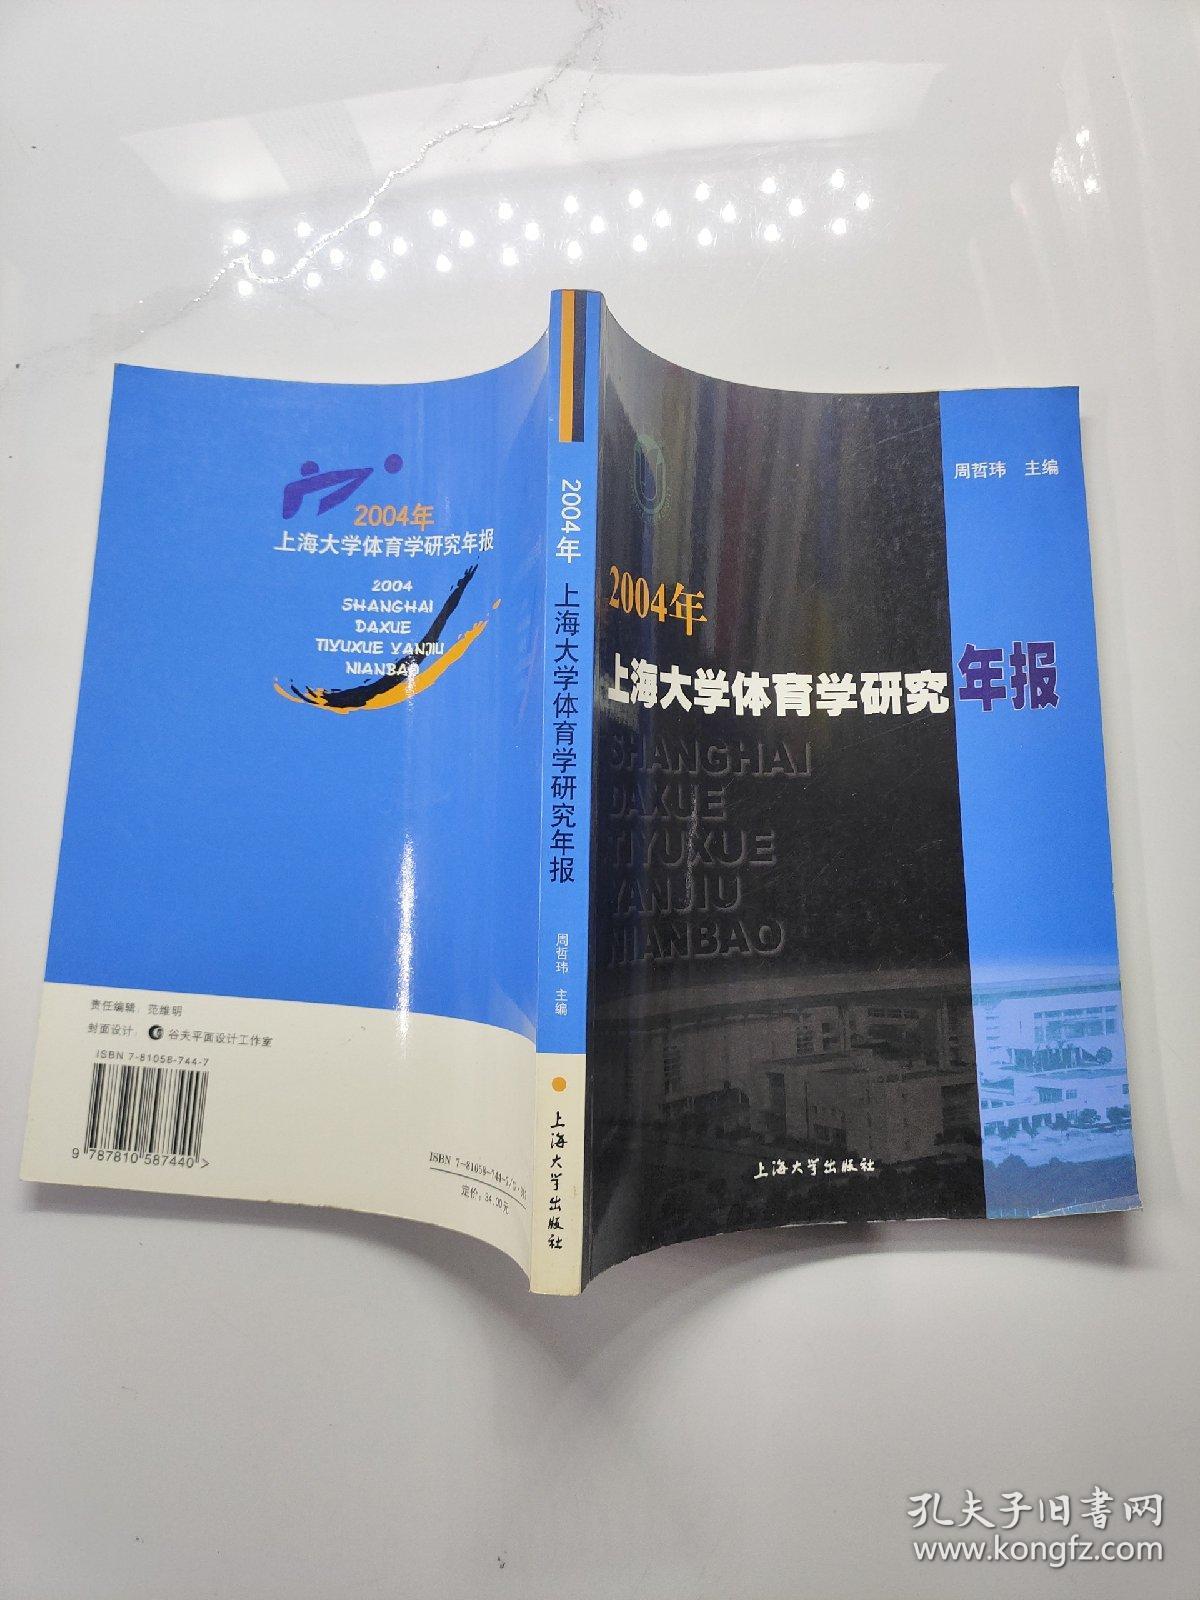 2004年
上海大学体育学研究年报
2004
SHANGHAI
DAXUE
TIYUXUE YANJIU
NIANBAO
责任编辑：范维明
封面设计：谷夫平面设计工作室
ISBN 7-81058-744-7
9 787810 587440 >
定价：34.00元
2004年 上海大学体育学研究年报
周哲玮 主编
上海大学出版社
周哲玮 主编
2004年
上海大学体育学研究年报
SHANGHAI
DAXUE
TIYUXUE
YANJIU
NIANBAO
上海大学出版社
孔夫子旧书网
www.kongfz.com